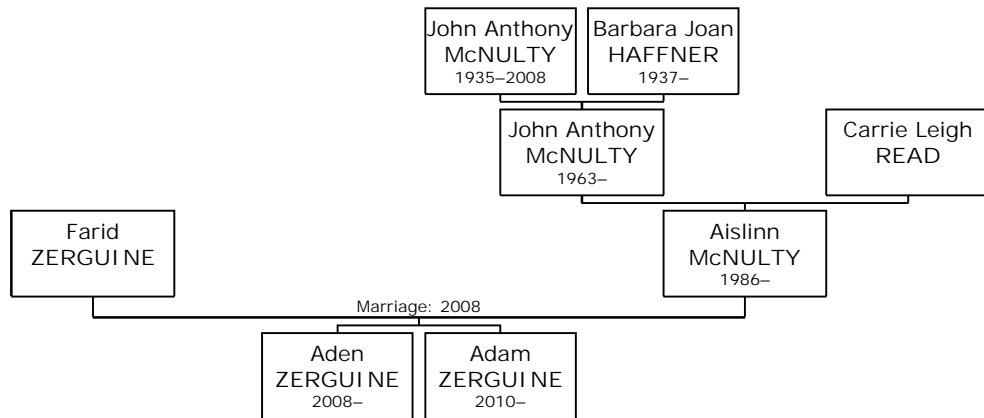 John Anthony
McNULTY
1935–2008
Barbara Joan
HAFFNER
1937–
John Anthony
McNULTY
1963–
Carrie Leigh
READ
Farid
ZERGUINE
Aislinn
McNULTY
1986–
Marriage: 2008
Aden
ZERGUINE
2008–
Adam
ZERGUINE
2010–